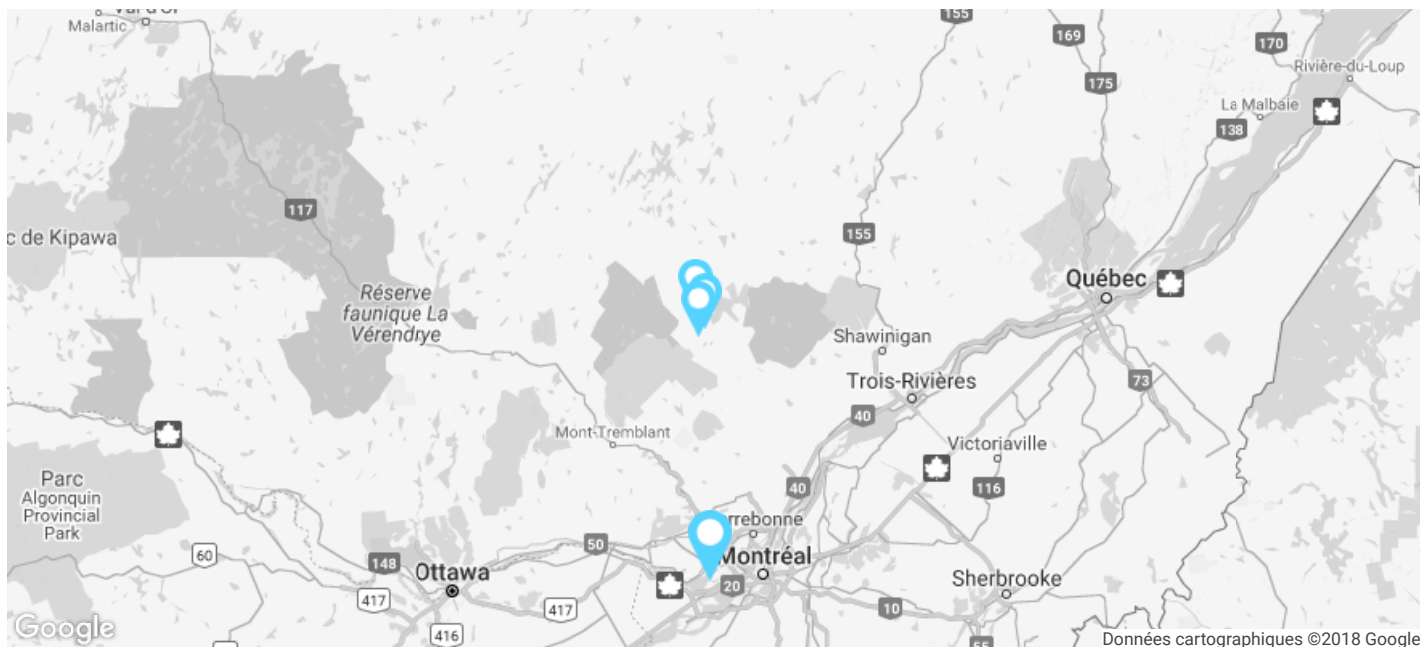 155
Malartic
169
170
Rivière-du-Loup
175
La Malbaie
138
117
c de Kipawa
155
Québec
Réserve
faunique La
Vérendrye
Shawinigan
Trois-Rivières
73
40
Mont-Tremblant
Victoriaville
Parc
Algonquin
Provincial
Park
40
116
rrebonne
50
60
148
Montréal
Ottawa
20
Sherbrooke
417
417
10
Google
416
55
Données cartographiques ©2018 Google